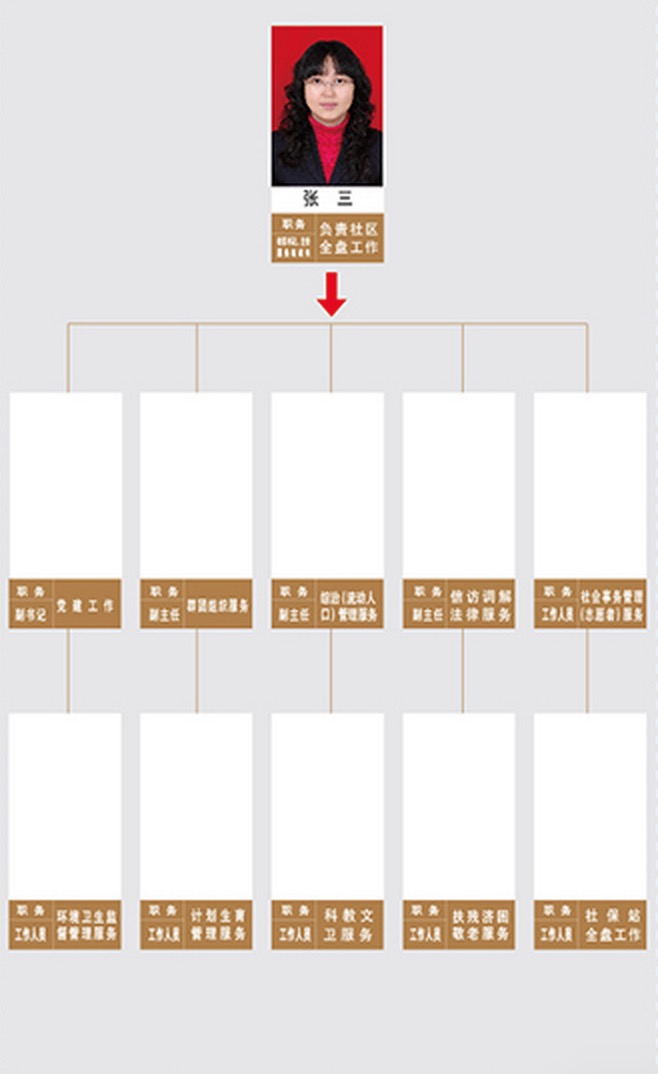 张 三
职务
负责社区
全盘工作
职 务
副书记
党 建 工 作
职 务
副主任
群团组织服务
职 务
副主任
综治(流动人
口)管理服务
职 务
副主任
信访调解
法律服务
职 务
工作人员
社会事务管理
(志愿者)服务
职 务
工作人员
环境卫生监
督管理服务
职 务
工作人员
计划生育
管理服务
职 务
工作人员
科教文
卫服务
职 务
工作人员
扶残济困
敬老服务
职 务
工作人员
社 保 站
全盘工作